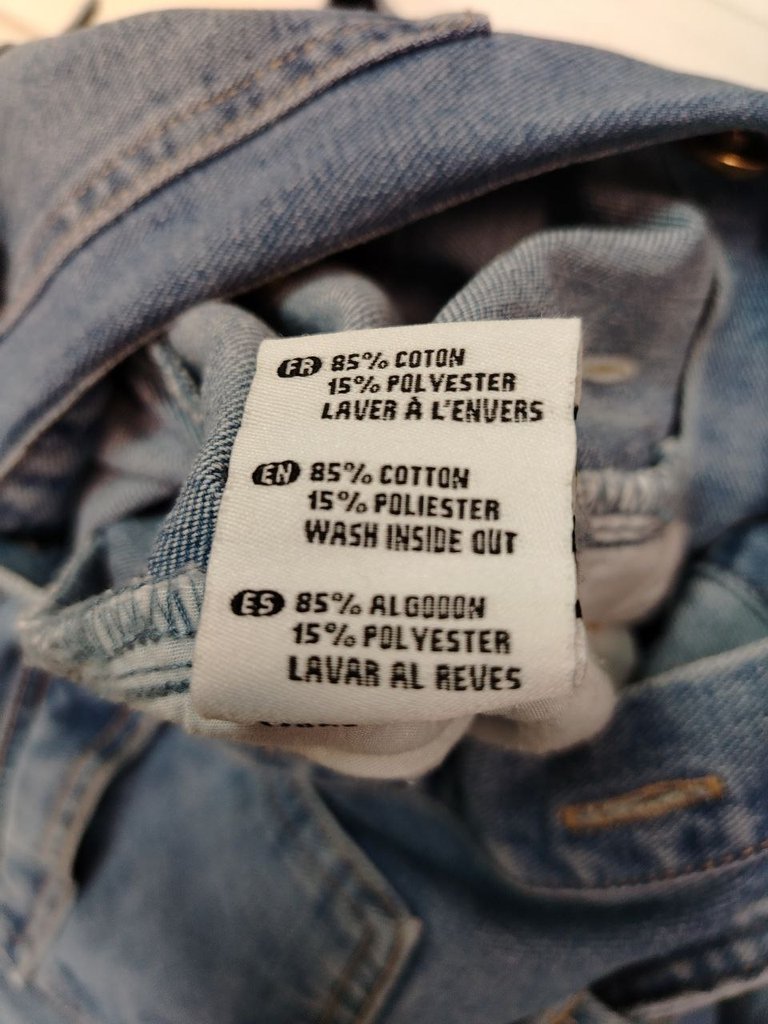 FR 85% COTON
15% POLYESTER
LAVER À L'ENVERS
EN 85% COTTON
15% POLIESTER
WASH INSIDE OUT
ES 85% ALGODON
15% POLYESTER
LAVAR AL REVES